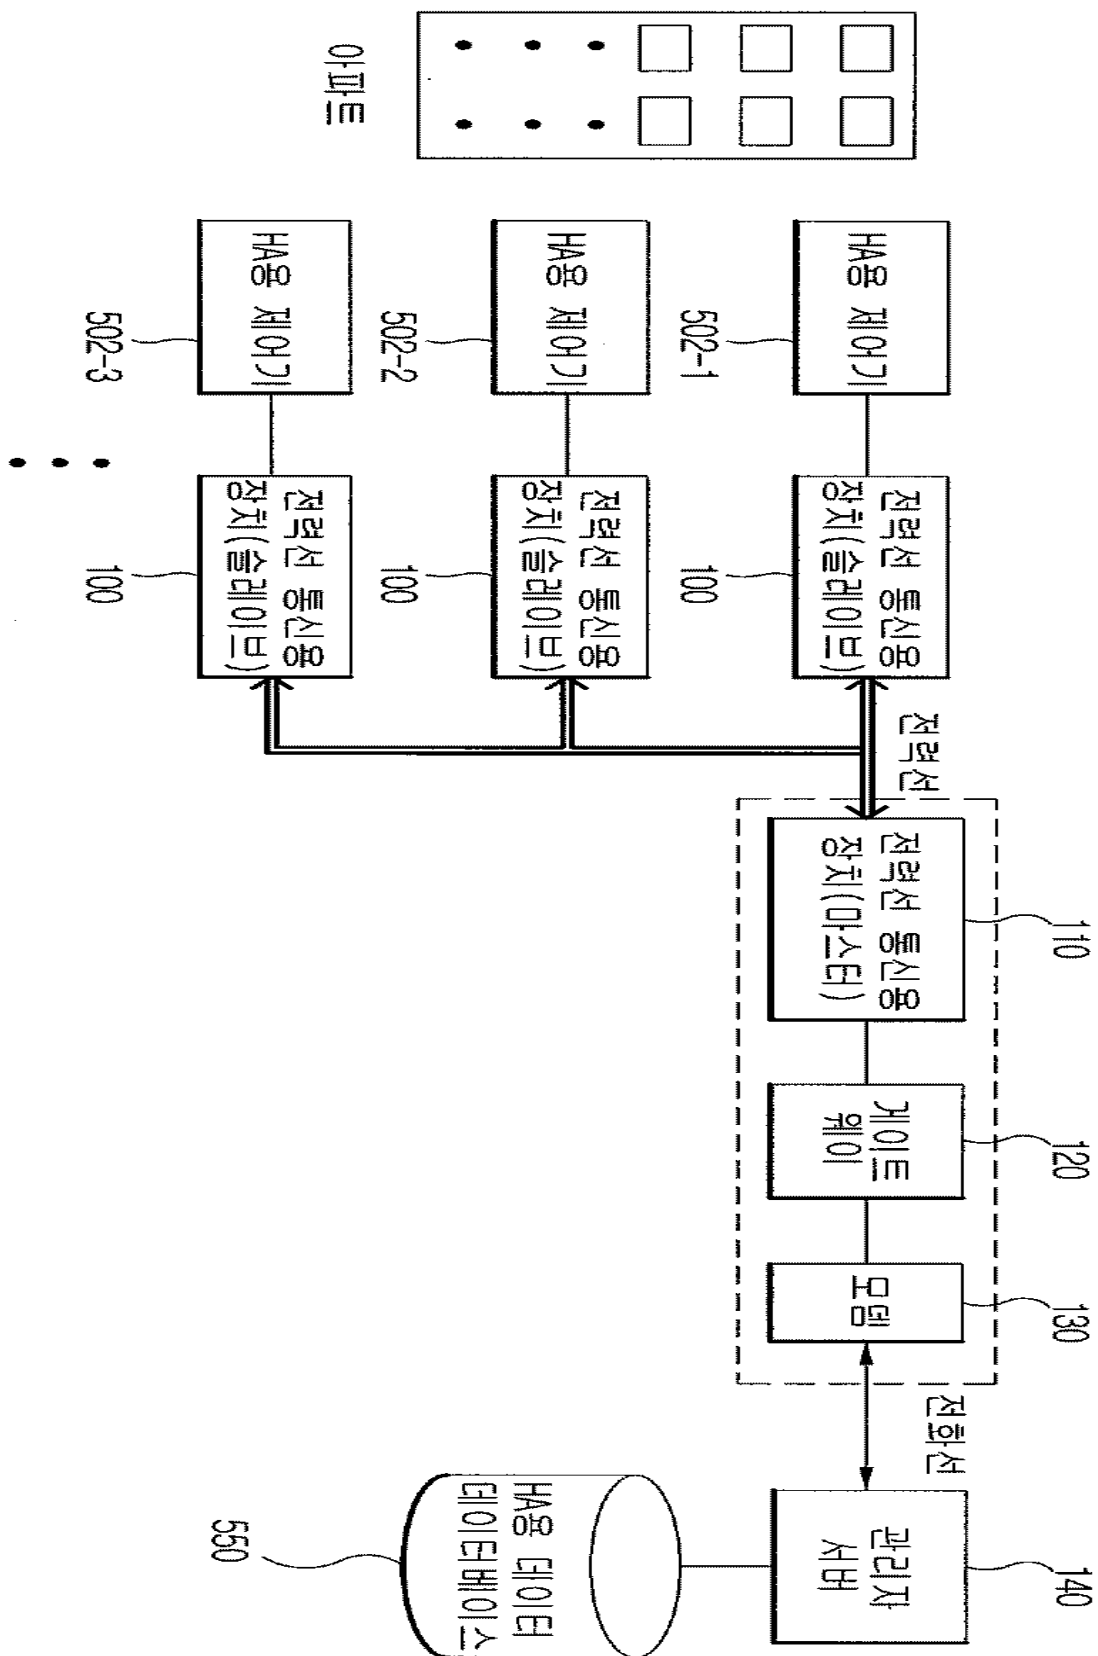 아파트
HA용 제어기
502-1
HA용 제어기
502-2
HA용 제어기
502-3
전력선 통신용
장치(슬레이브)
100
전력선 통신용
장치(슬레이브)
100
전력선 통신용
장치(슬레이브)
100
전력선
전력선 통신용
장치(마스터)
110
게이트
웨이
120
모뎀
130
전화선
관리자
서버
140
HA용 데이터
데이터베이스
550